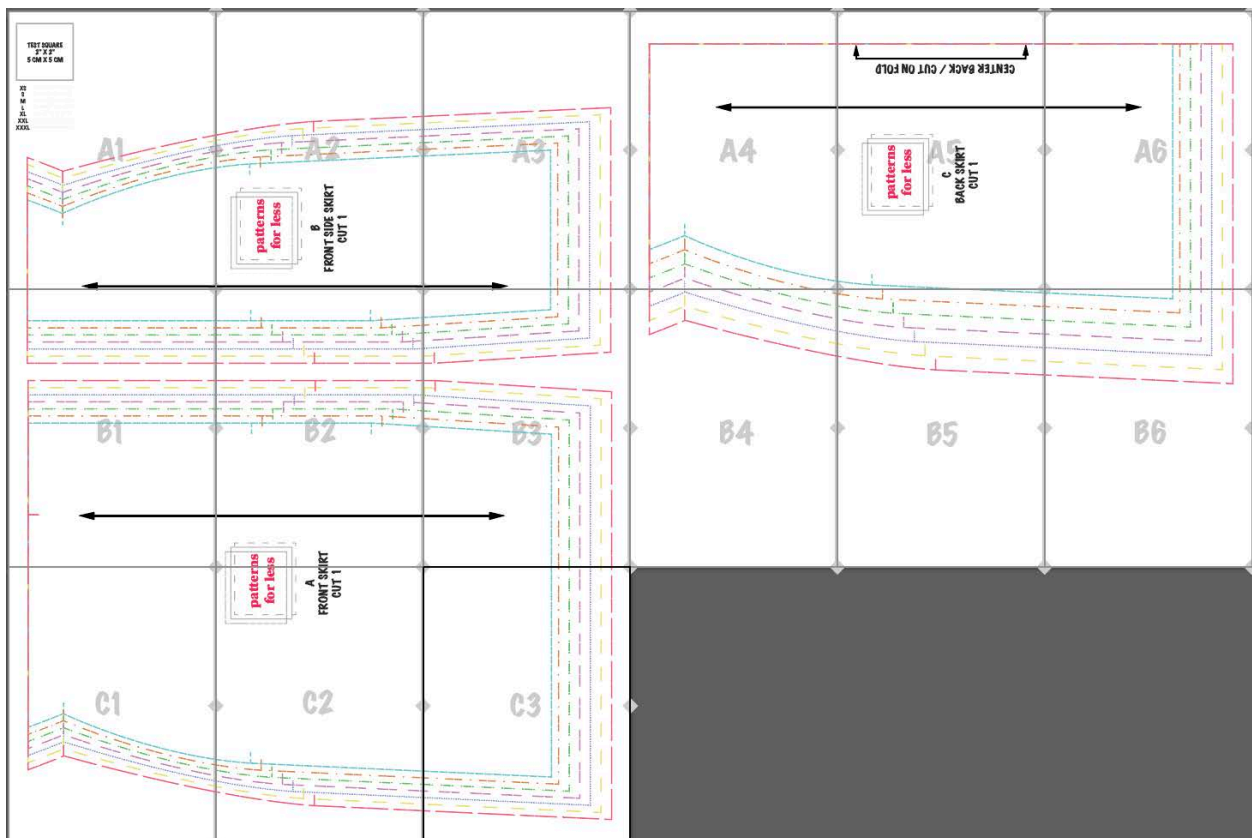 TEST SQUARE
2" X 2"
5 CM X 5 CM
XS
S
M
L
XL
XXL
XXXL
A1
A2
A3
A4
A5
A6
CENTER BACK / CUT ON FOLD
patterns
for less
B
FRONT SIDE SKIRT
CUT 1
patterns
for less
C
BACK SKIRT
CUT 1
B1
B2
B3
B4
B5
B6
patterns
for less
A
FRONT SKIRT
CUT 1
C1
C2
C3